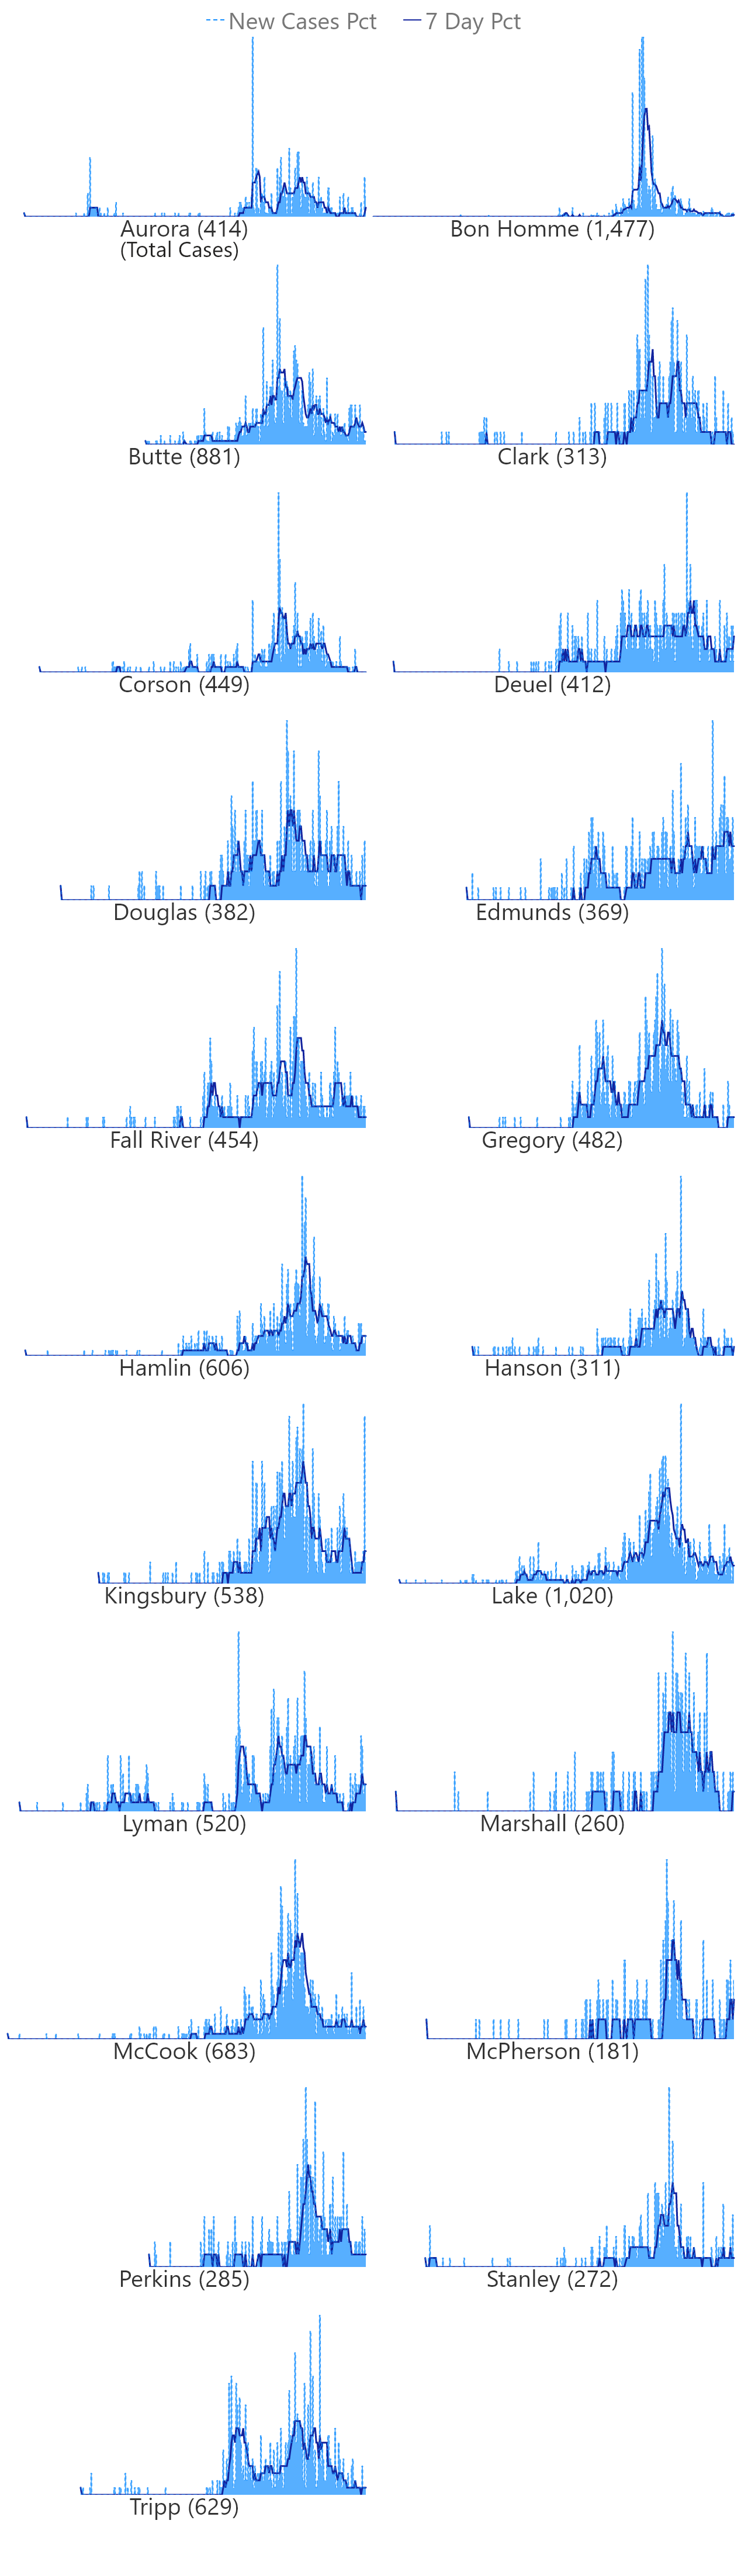 New Cases Pct 7 Day Pct
Aurora (414) Bon Homme (1,477)
(Total Cases)
Butte (881) Clark (313)
Corson (449) Deuel (412)
Douglas (382) Edmunds (369)
Fall River (454) Gregory (482)
Hamlin (606) Hanson (311)
Kingsbury (538) Lake (1,020)
Lyman (520) Marshall (260)
McCook (683) McPherson (181)
Perkins (285) Stanley (272)
Tripp (629)